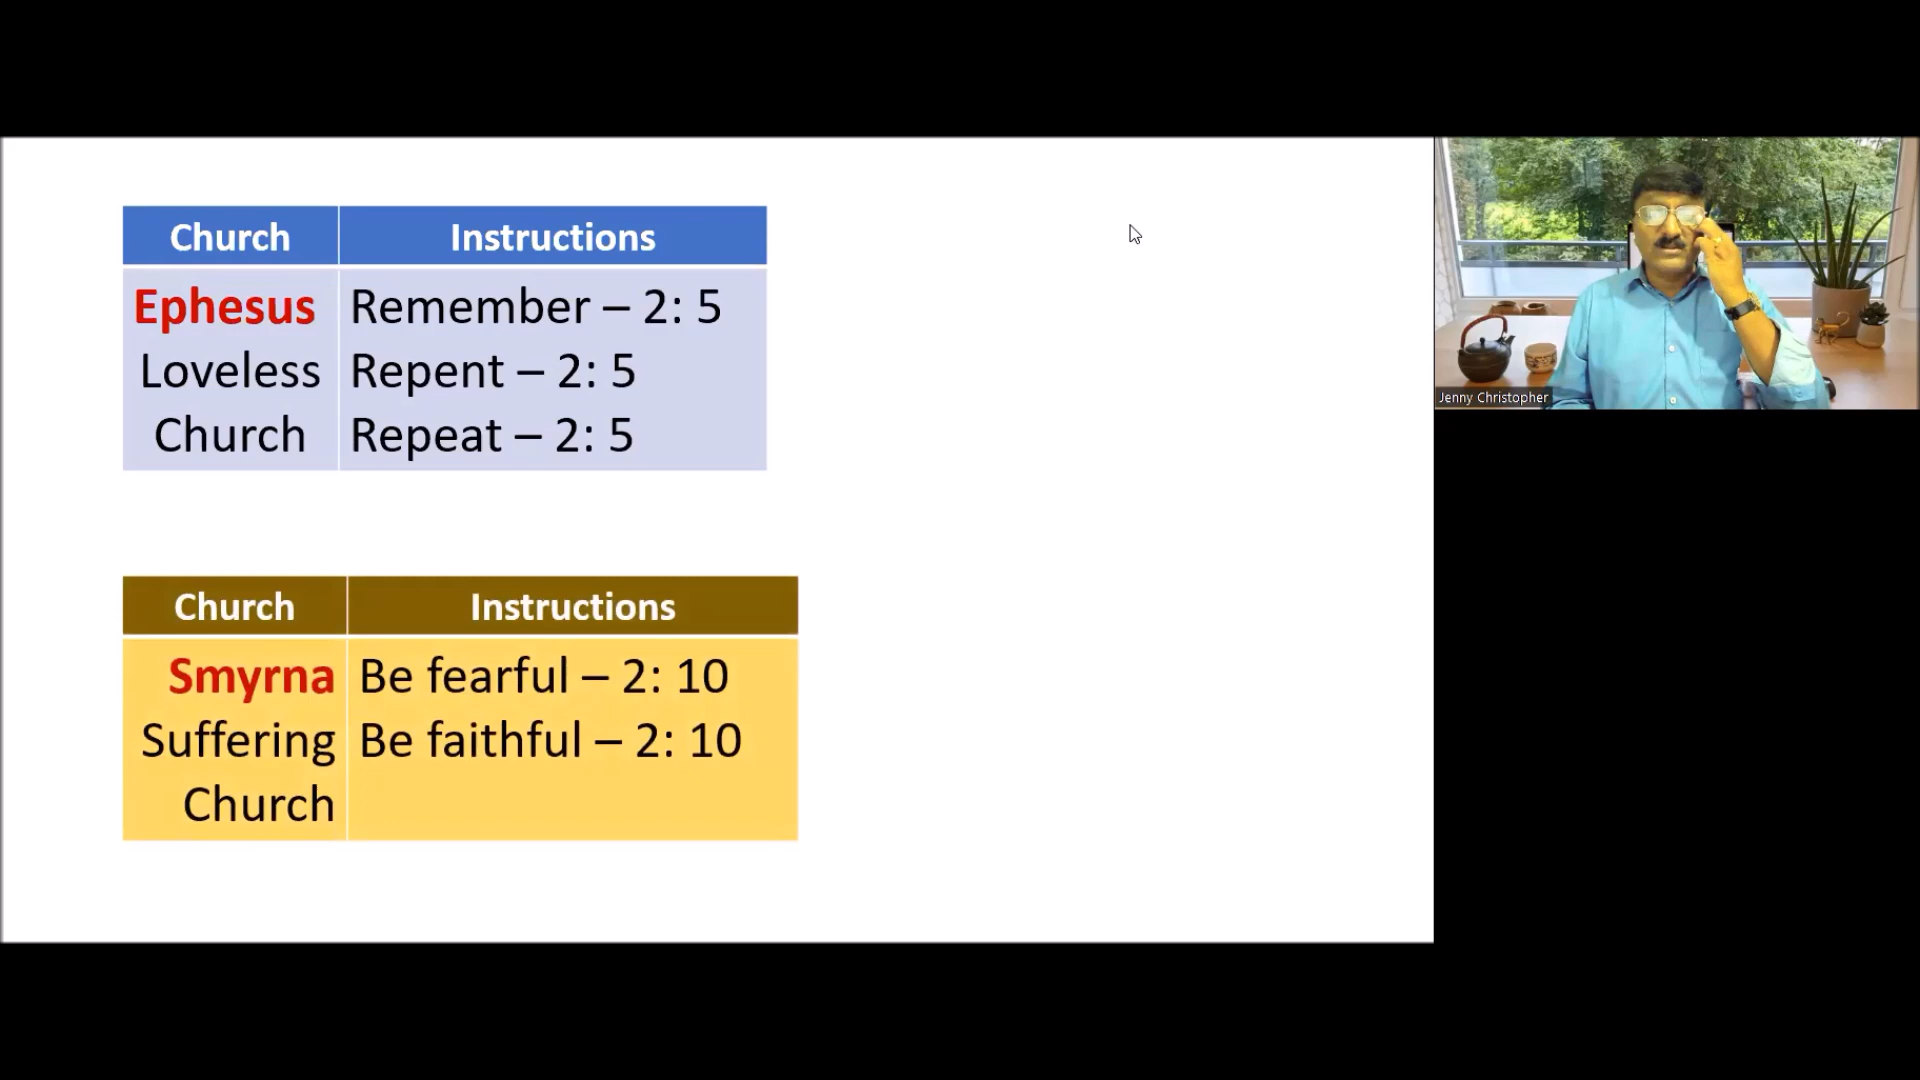 Church Instructions
Ephesus Remember – 2: 5
Loveless Repent – 2: 5
Church Repeat – 2: 5
Church Instructions
Smyrna Be fearful – 2: 10
Suffering Be faithful – 2: 10
Church
Jenny Christopher